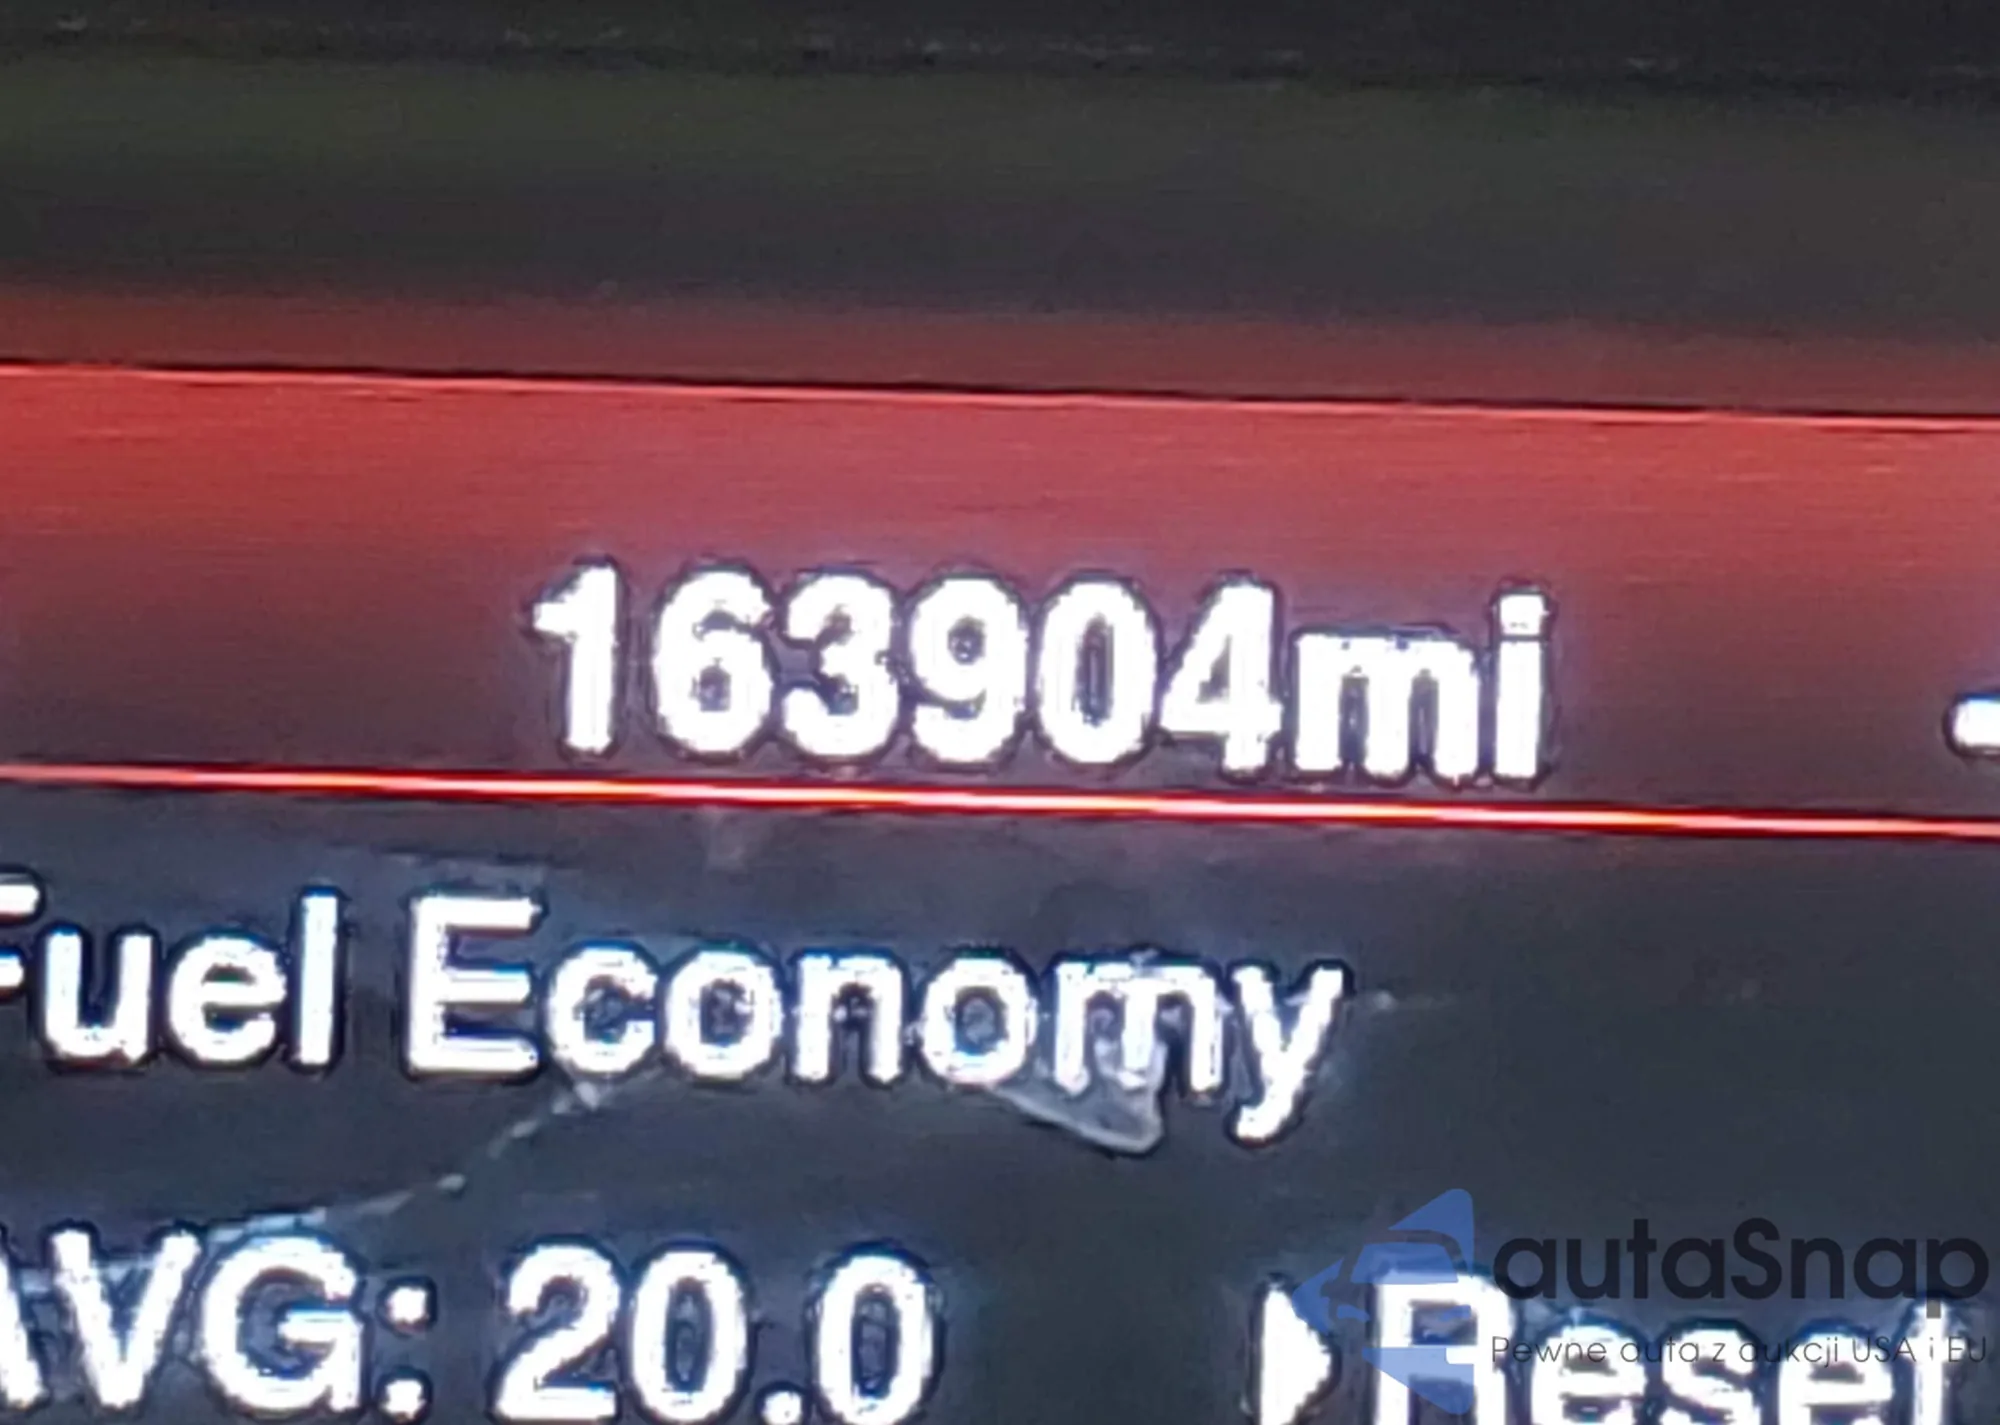 163904mi
Fuel Economy
AVG: 20.0
Reset
autaSnap
Pewne auta z aukcji USA i EU